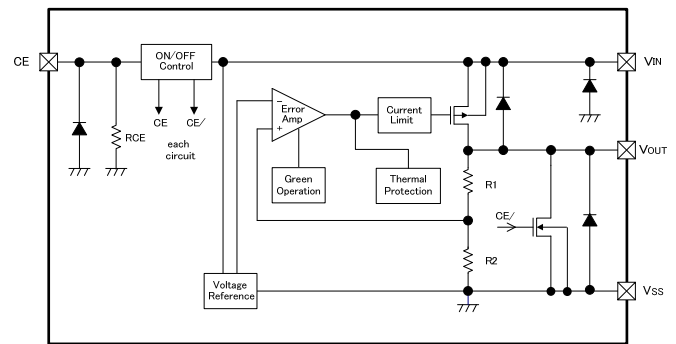 CE
ON/OFF
Control
VIN
CE
CE/
each
circuit
RCE
−
Error
Amp
+
Current
Limit
Green
Operation
Thermal
Protection
VOUT
R1
CE/
R2
Voltage
Reference
VSS